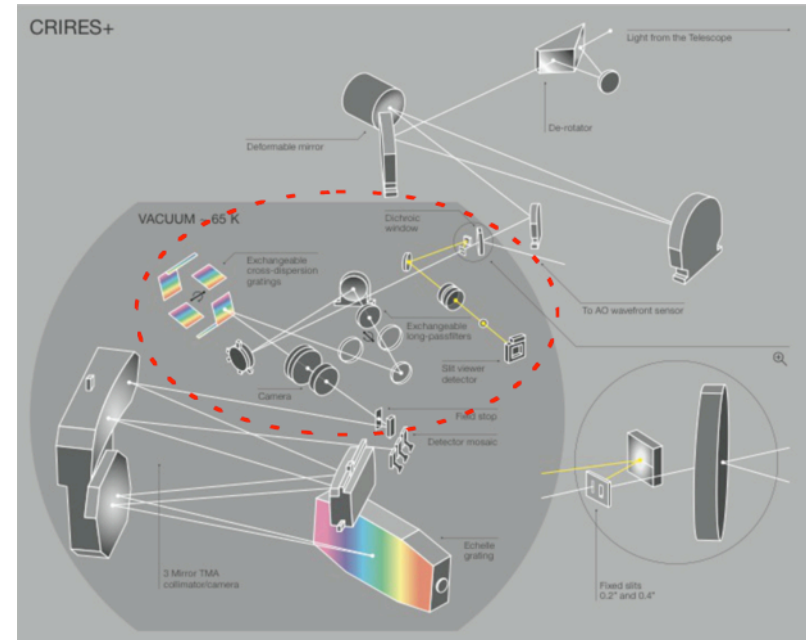 CRIRES+
Light from the Telescope
De-rotator
Deformable mirror
VACUUM ~65 K
Dichroic
window
Exchangeable
cross-dispersion
gratings
To AO wavefront sensor
Exchangeable
long-passfilters
Slit viewer
detector
Camera
Field stop
Detector mosaic
3 Mirror TMA
collimator/camera
Echelle
grating
Fixed slits
0.2" and 0.4"